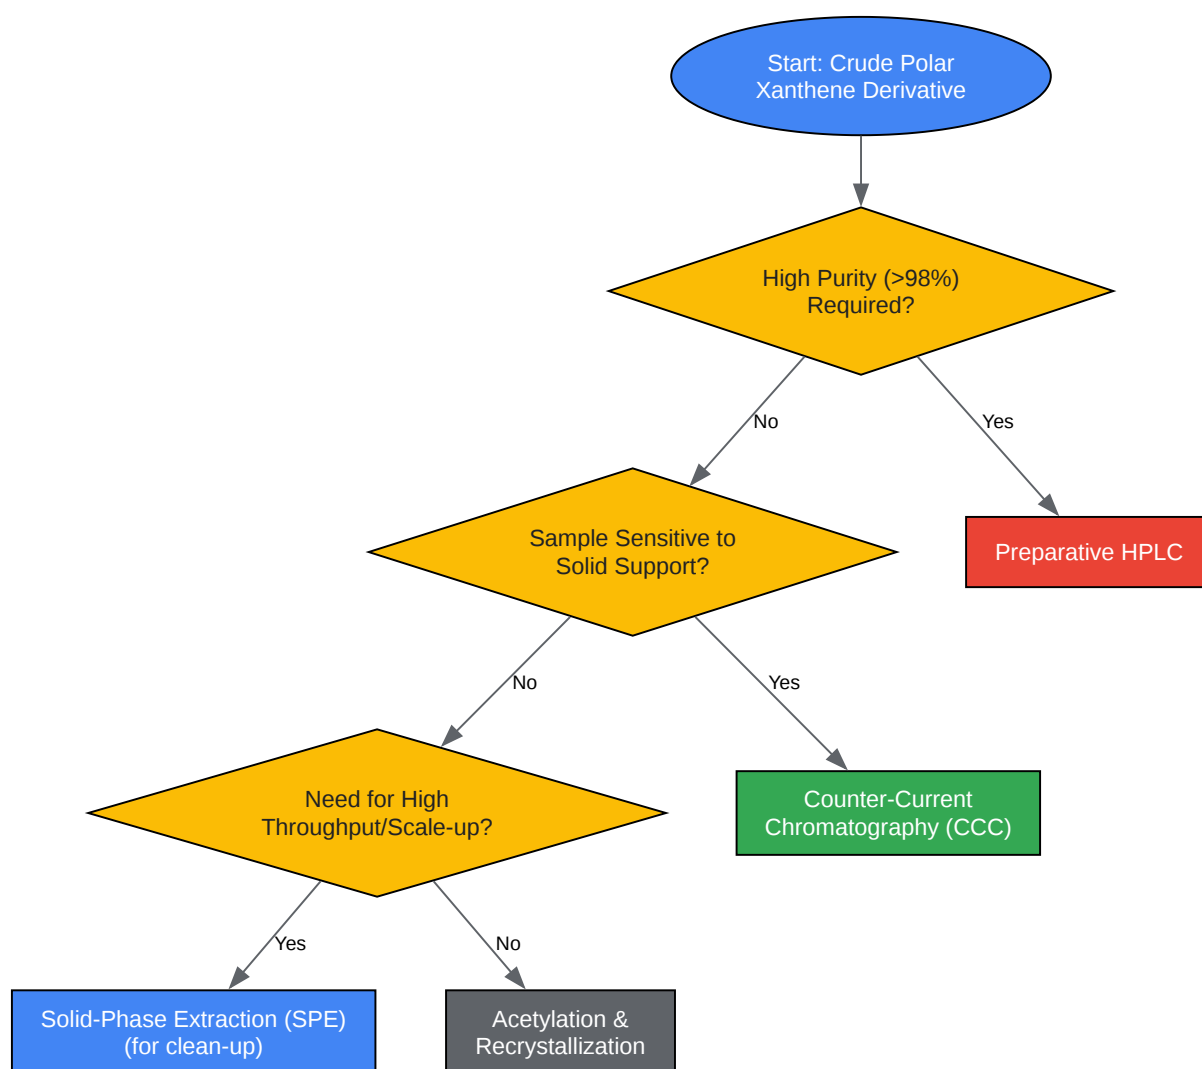 Start: Crude Polar
Xanthene Derivative
High Purity (>98%)
Required?
No
Yes
Sample Sensitive to
Solid Support?
Preparative HPLC
No
Yes
Need for High
Throughput/Scale-up?
Counter-Current
Chromatography (CCC)
Yes
No
Solid-Phase Extraction (SPE)
(for clean-up)
Acetylation &
Recrystallization